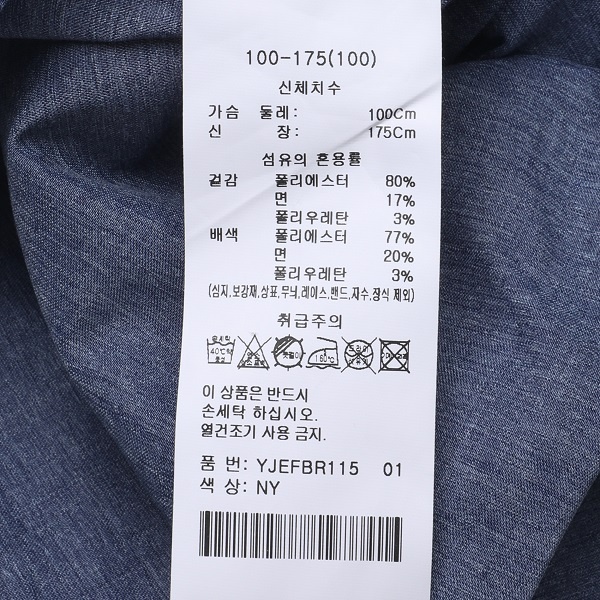 100-175(100)
신체치수
가슴 둘레: 100Cm
신 장: 175Cm
섬유의 혼용률
겉감 폴리에스터 80%
면 17%
폴리우레탄 3%
배색 폴리에스터 77%
면 20%
폴리우레탄 3%
(심지,보강재,상표,무늬,레이스,밴드,자수,장식 제외)
취급주의
40℃
180℃
이 상품은 반드시
손세탁 하십시오.
열건조기 사용 금지.
품 번: YJEFBR115 01
색 상: NY